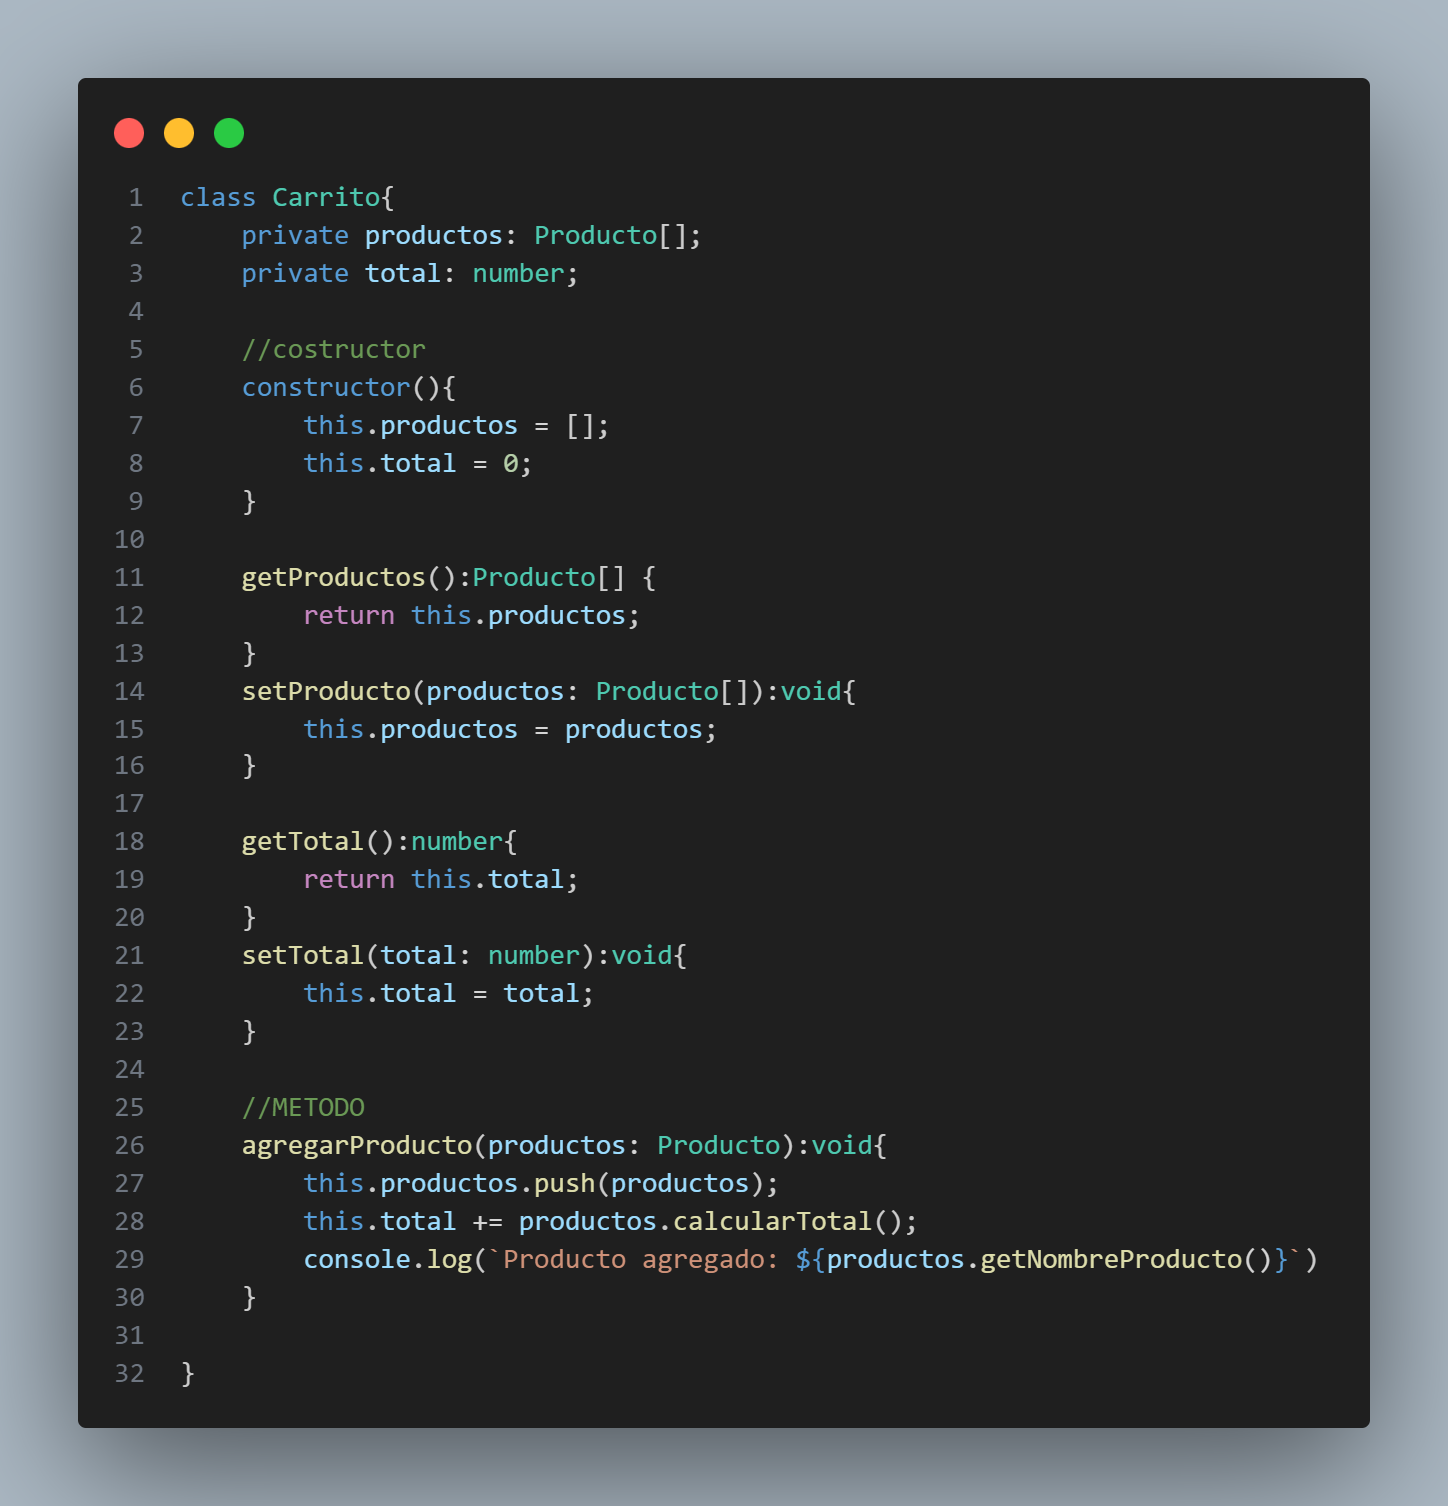 1 class Carrito{
2     private productos: Producto[];
3     private total: number;
4
5     //costructor
6     constructor(){
7         this.productos = [];
8         this.total = 0;
9     }
10
11     getProductos():Producto[] {
12         return this.productos;
13     }
14     setProducto(productos: Producto[]):void{
15         this.productos = productos;
16     }
17
18     getTotal():number{
19         return this.total;
20     }
21     setTotal(total: number):void{
22         this.total = total;
23     }
24
25     //METODO
26     agregarProducto(productos: Producto):void{
27         this.productos.push(productos);
28         this.total += productos.calcularTotal();
29         console.log(`Producto agregado: ${productos.getNombreProducto()}`)
30     }
31
32 }